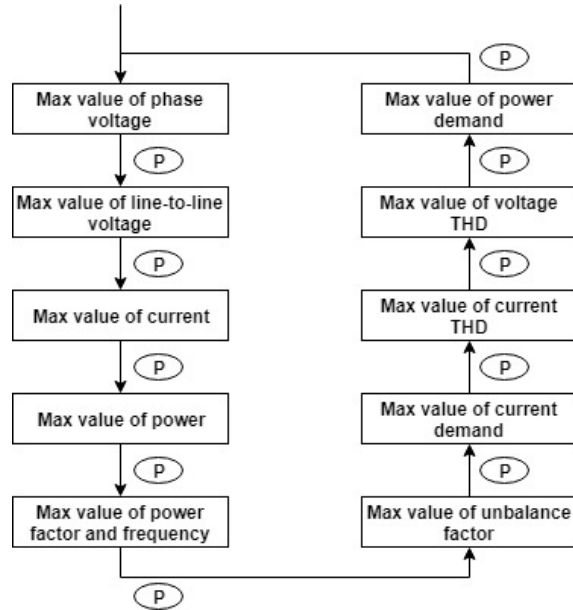 P
Max value of phase
voltage
P
Max value of line-to-line
voltage
P
Max value of current
P
Max value of power
P
Max value of power
factor and frequency
P
Max value of unbalance
factor
P
Max value of current
demand
P
Max value of current
THD
P
Max value of voltage
THD
P
Max value of power
demand